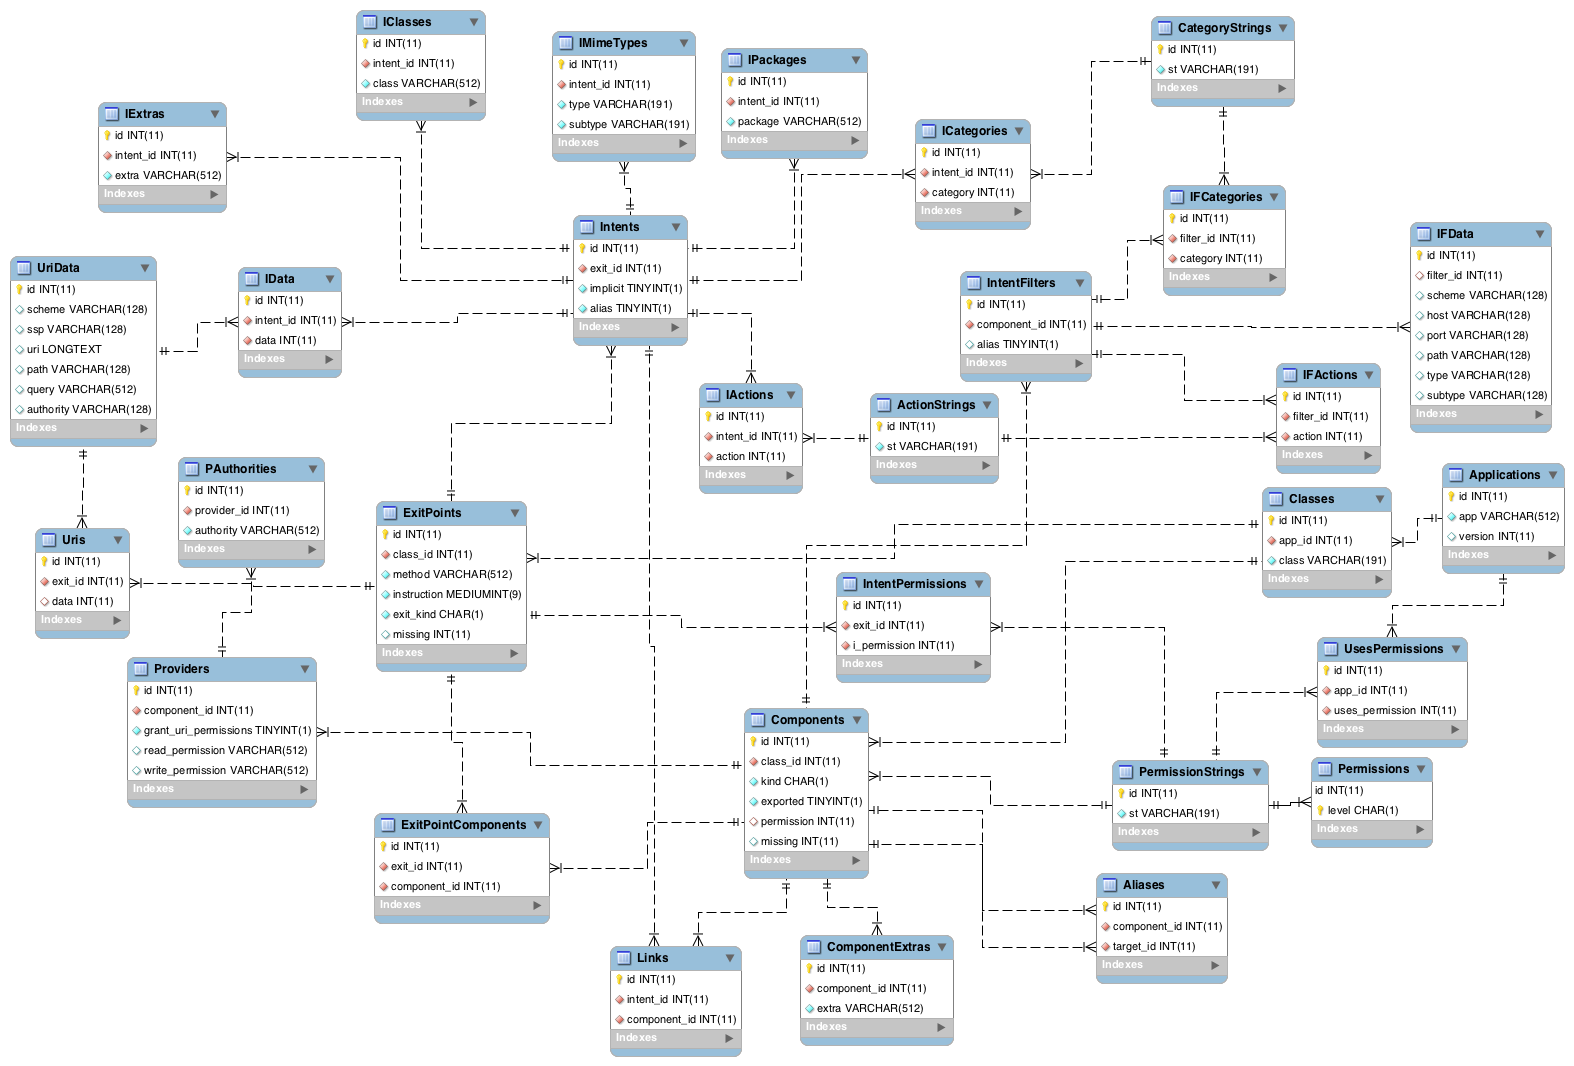 IClasses
id INT(11)
intent_id INT(11)
class VARCHAR(512)
Indexes
IMimeTypes
id INT(11)
intent_id INT(11)
type VARCHAR(191)
subtype VARCHAR(191)
Indexes
IPackages
id INT(11)
intent_id INT(11)
package VARCHAR(512)
Indexes
CategoryStrings
id INT(11)
st VARCHAR(191)
Indexes
IExtras
id INT(11)
intent_id INT(11)
extra VARCHAR(512)
Indexes
ICategories
id INT(11)
intent_id INT(11)
category INT(11)
Indexes
IFCategories
id INT(11)
filter_id INT(11)
category INT(11)
Indexes
Intents
id INT(11)
exit_id INT(11)
implicit TINYINT(1)
alias TINYINT(1)
Indexes
IFData
id INT(11)
filter_id INT(11)
scheme VARCHAR(128)
host VARCHAR(128)
port VARCHAR(128)
path VARCHAR(128)
type VARCHAR(128)
subtype VARCHAR(128)
Indexes
UriData
id INT(11)
scheme VARCHAR(128)
ssp VARCHAR(128)
uri LONGTEXT
path VARCHAR(128)
query VARCHAR(512)
authority VARCHAR(128)
Indexes
IData
id INT(11)
intent_id INT(11)
data INT(11)
Indexes
IntentFilters
id INT(11)
component_id INT(11)
alias TINYINT(1)
Indexes
IFActions
id INT(11)
filter_id INT(11)
action INT(11)
Indexes
IActions
id INT(11)
intent_id INT(11)
action INT(11)
Indexes
ActionStrings
id INT(11)
st VARCHAR(191)
Indexes
PAuthorities
id INT(11)
provider_id INT(11)
authority VARCHAR(512)
Indexes
Applications
id INT(11)
app VARCHAR(512)
version INT(11)
Indexes
Classes
id INT(11)
app_id INT(11)
class VARCHAR(191)
Indexes
ExitPoints
id INT(11)
class_id INT(11)
method VARCHAR(512)
instruction MEDIUMINT(9)
exit_kind CHAR(1)
missing INT(11)
Indexes
Uris
id INT(11)
exit_id INT(11)
data INT(11)
Indexes
IntentPermissions
id INT(11)
exit_id INT(11)
i_permission INT(11)
Indexes
UsesPermissions
id INT(11)
app_id INT(11)
uses_permission INT(11)
Indexes
Providers
id INT(11)
component_id INT(11)
grant_uri_permissions TINYINT(1)
read_permission VARCHAR(512)
write_permission VARCHAR(512)
Indexes
Components
id INT(11)
class_id INT(11)
kind CHAR(1)
exported TINYINT(1)
permission INT(11)
missing INT(11)
Indexes
PermissionStrings
id INT(11)
st VARCHAR(191)
Indexes
Permissions
id INT(11)
level CHAR(1)
Indexes
ExitPointComponents
id INT(11)
exit_id INT(11)
component_id INT(11)
Indexes
Aliases
id INT(11)
component_id INT(11)
target_id INT(11)
Indexes
Links
id INT(11)
intent_id INT(11)
component_id INT(11)
Indexes
ComponentExtras
id INT(11)
component_id INT(11)
extra VARCHAR(512)
Indexes